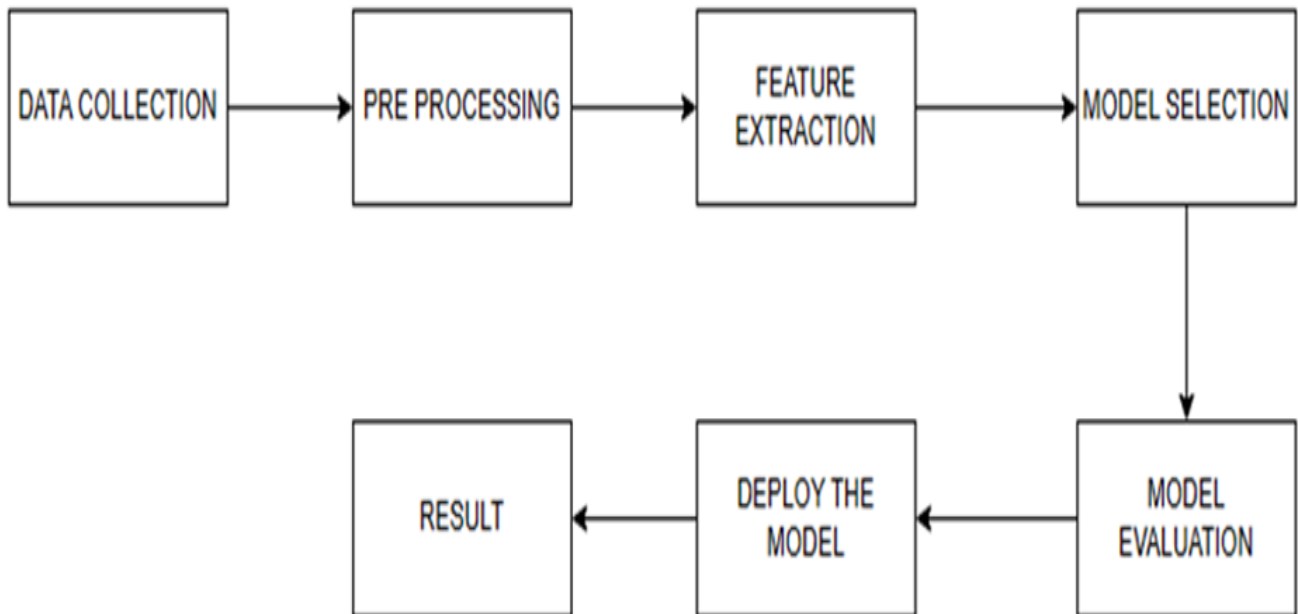 DATA COLLECTION
PRE PROCESSING
FEATURE
EXTRACTION
MODEL SELECTION
MODEL
EVALUATION
DEPLOY THE
MODEL
RESULT